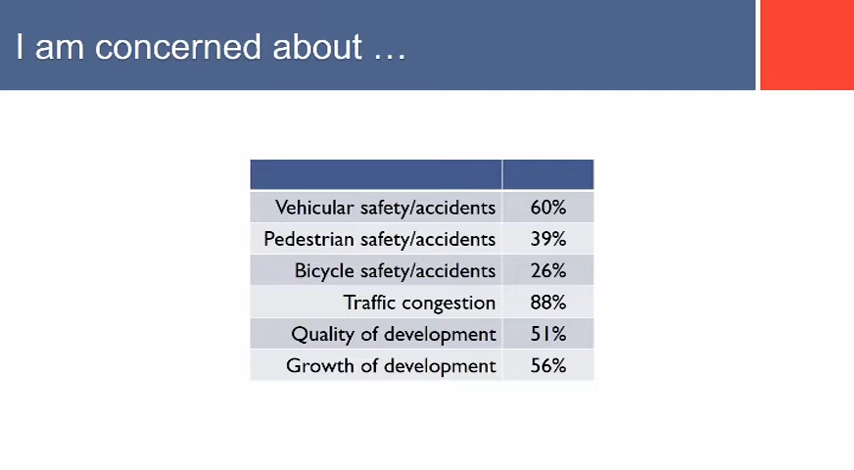 I am concerned about …
Vehicular safety/accidents 60%
Pedestrian safety/accidents 39%
Bicycle safety/accidents 26%
Traffic congestion 88%
Quality of development 51%
Growth of development 56%